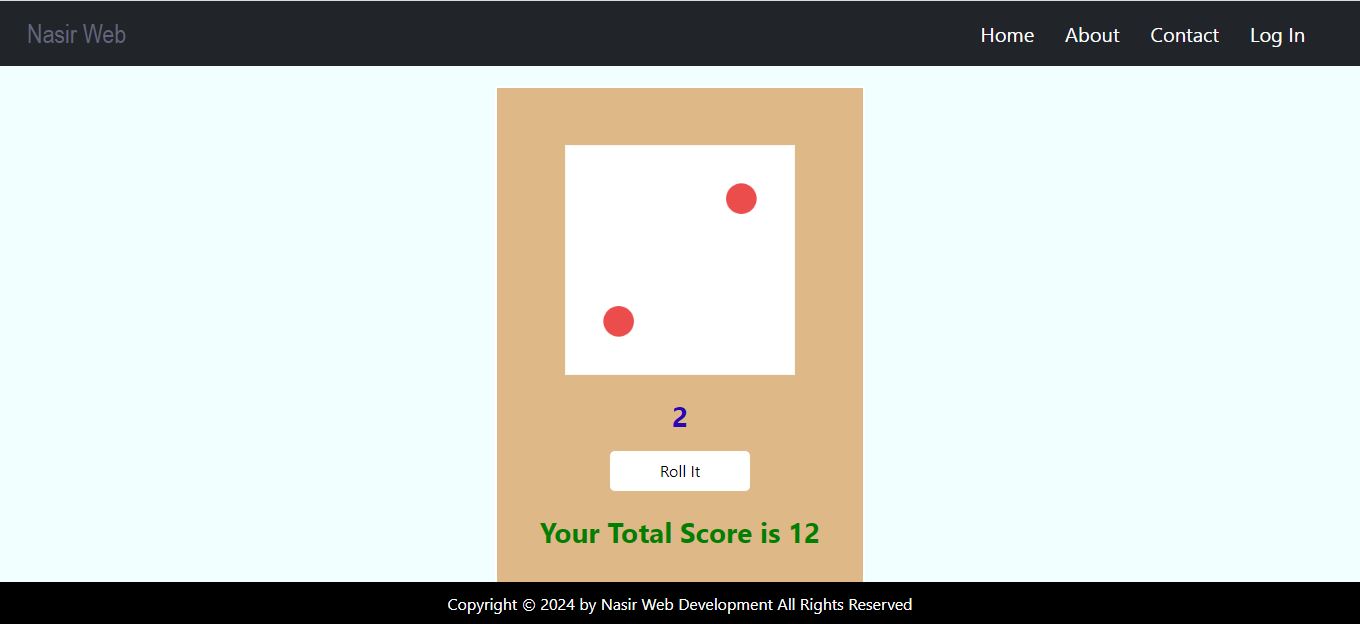 Nasir Web
Home About Contact Log In
2
Roll It
Your Total Score is 12
Copyright © 2024 by Nasir Web Development All Rights Reserved